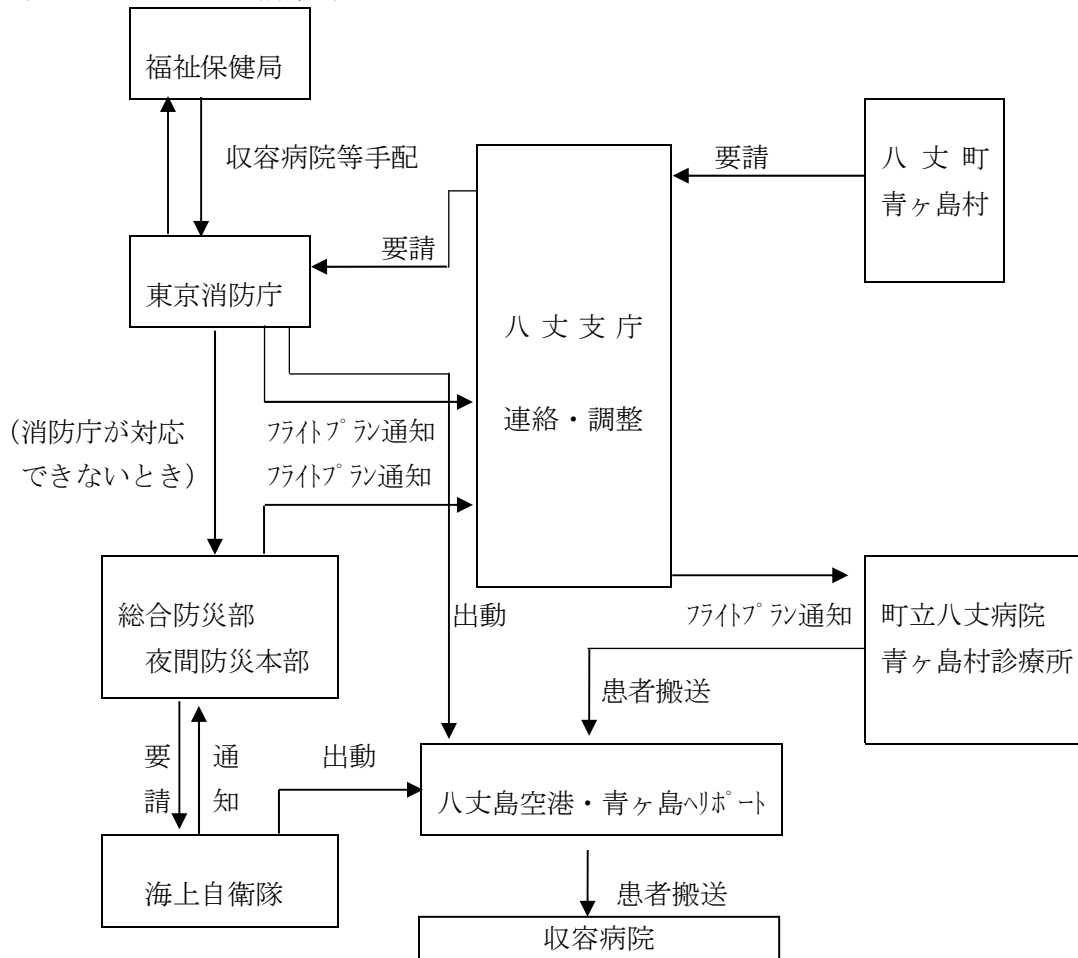 福祉保健局
収容病院等手配
要請
八丈町
青ヶ島村
要請
東京消防庁
八丈支庁
連絡・調整
(消防庁が対応
できないとき)
ﾌﾗｲﾄﾌﾟﾗﾝ通知
ﾌﾗｲﾄﾌﾟﾗﾝ通知
総合防災部
夜間防災本部
出動
ﾌﾗｲﾄﾌﾟﾗﾝ通知
町立八丈病院
青ヶ島村診療所
患者搬送
要請
通知
出動
八丈島空港・青ヶ島ﾍﾘﾎﾟｰﾄ
海上自衛隊
患者搬送
収容病院